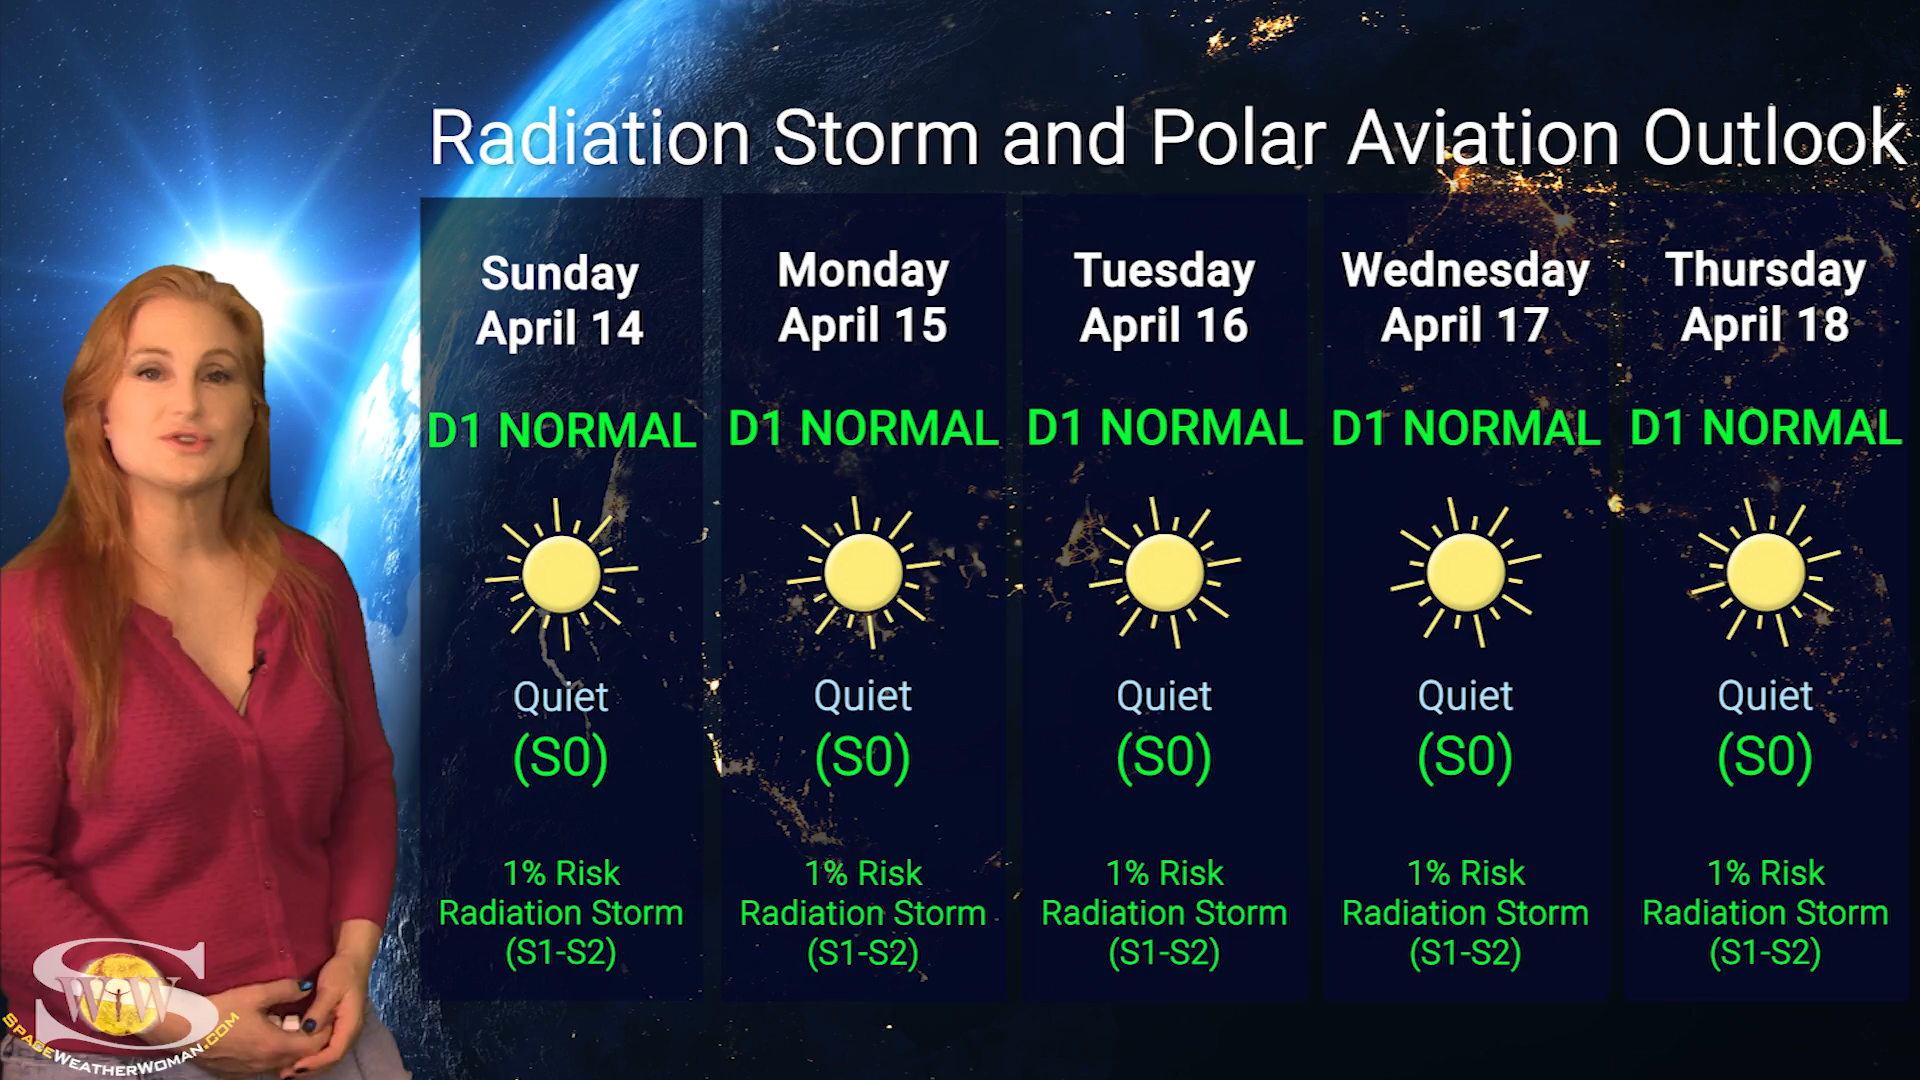 Radiation Storm and Polar Aviation Outlook
Sunday
April 14
D1 NORMAL
Quiet
(S0)
1% Risk
Radiation Storm
(S1-S2)
Monday
April 15
D1 NORMAL
Quiet
(S0)
1% Risk
Radiation Storm
(S1-S2)
Tuesday
April 16
D1 NORMAL
Quiet
(S0)
1% Risk
Radiation Storm
(S1-S2)
Wednesday
April 17
D1 NORMAL
Quiet
(S0)
1% Risk
Radiation Storm
(S1-S2)
Thursday
April 18
D1 NORMAL
Quiet
(S0)
1% Risk
Radiation Storm
(S1-S2)
S
WW
SPACEWEATHERWOMAN.COM